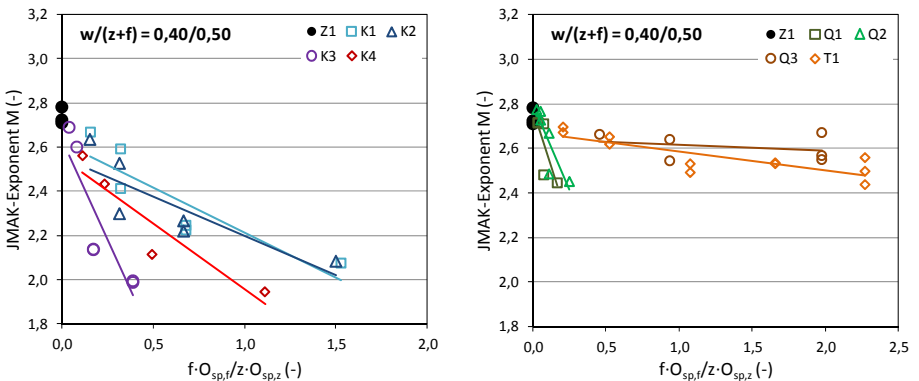 w/(z+f) = 0,40/0,50
Z1 K1 K2
K3 K4
JMAK-Exponent M (-)
3,2
3,0
2,8
2,6
2,4
2,2
2,0
1,8
0,0 0,5 1,0 1,5 2,0
f·Osp,f/z·Osp,z (-)
w/(z+f) = 0,40/0,50
Z1 Q1 Q2
Q3 T1
JMAK-Exponent M (-)
3,2
3,0
2,8
2,6
2,4
2,2
2,0
1,8
0,0 0,5 1,0 1,5 2,0 2,5
f·Osp,f/z·Osp,z (-)